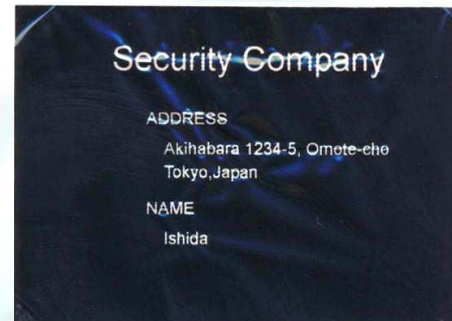 Security Company
ADDRESS
Akihabara 1234-5, Omote-cho
Tokyo,Japan
NAME
Ishida